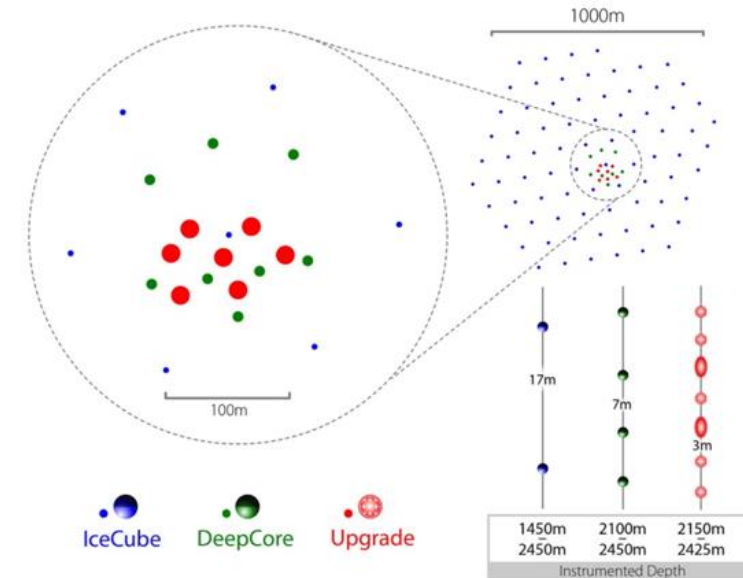 1000m
100m
17m
7m
3m
IceCube
DeepCore
Upgrade
1450m
–
2450m
2100m
–
2450m
2150m
–
2425m
Instrumented Depth